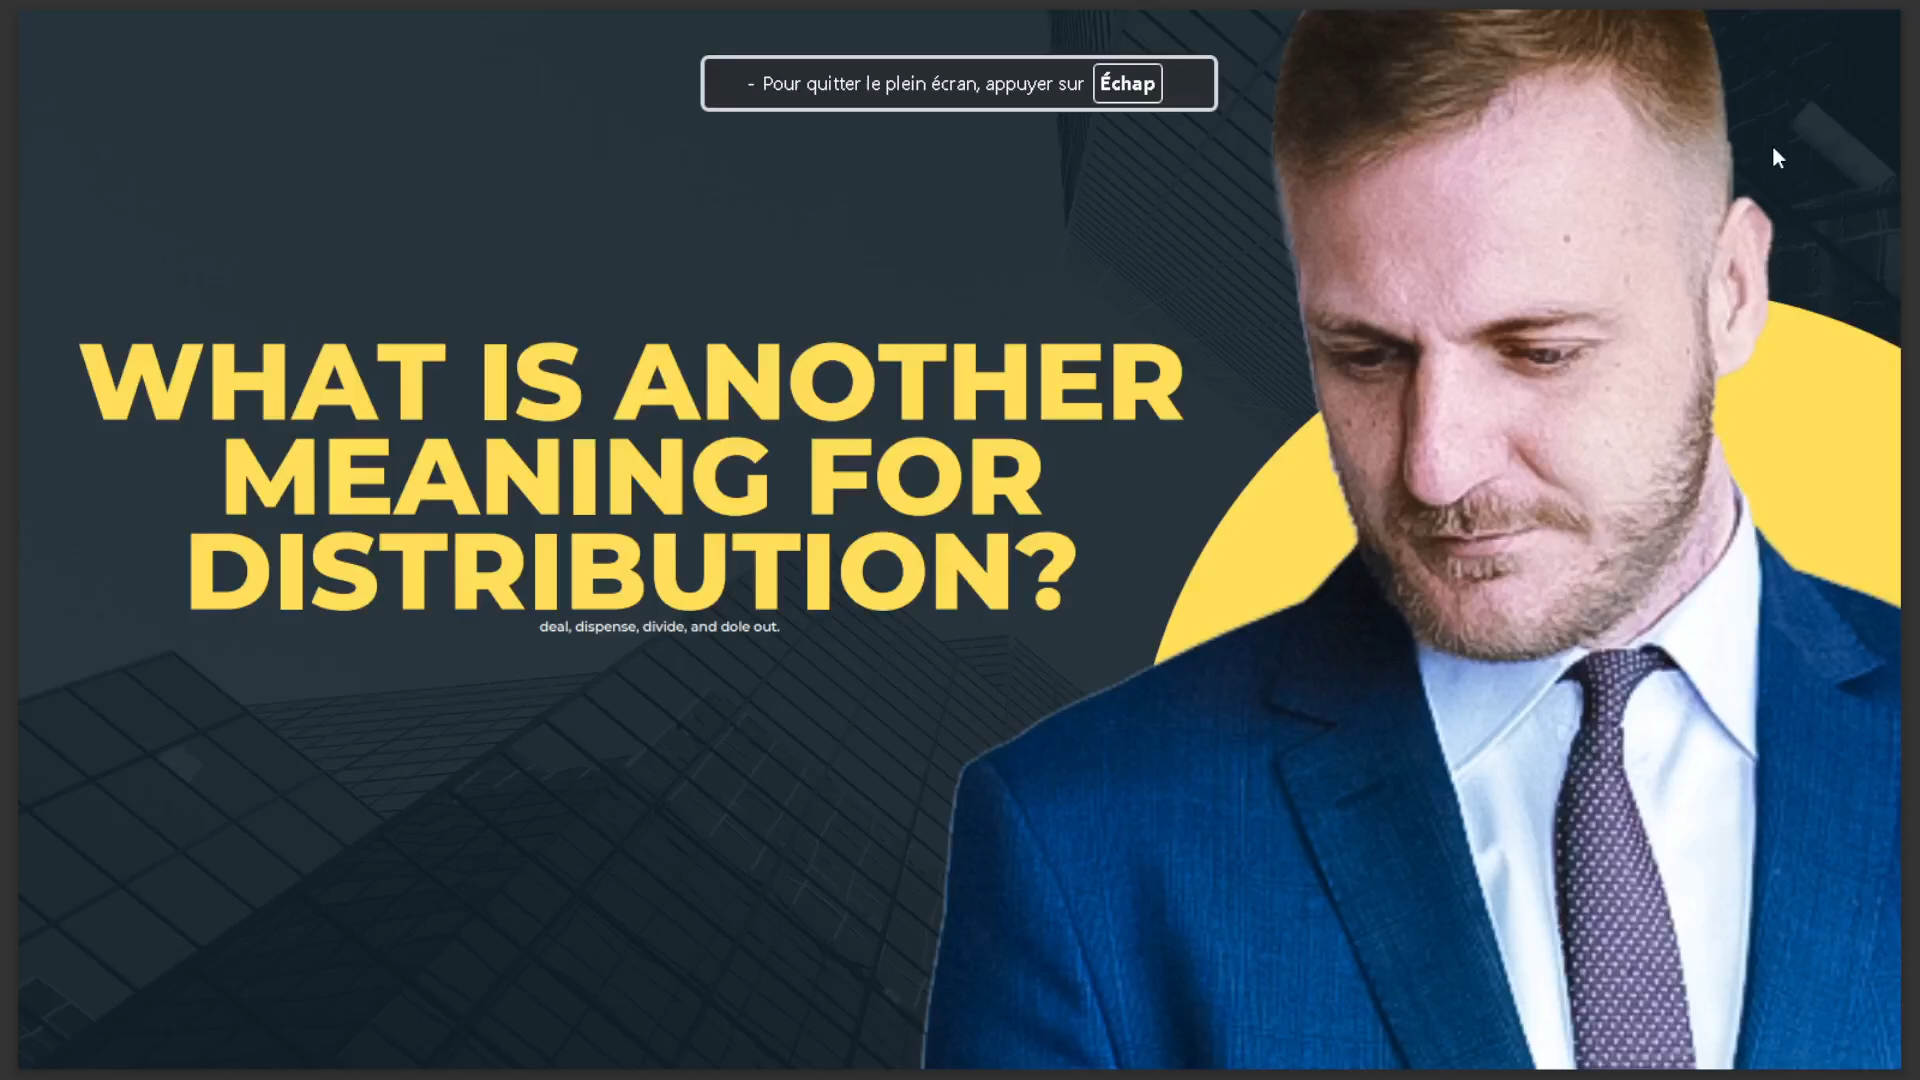 - Pour quitter le plein écran, appuyer sur Échap
WHAT IS ANOTHER
MEANING FOR
DISTRIBUTION?
deal, dispense, divide, and dole out.